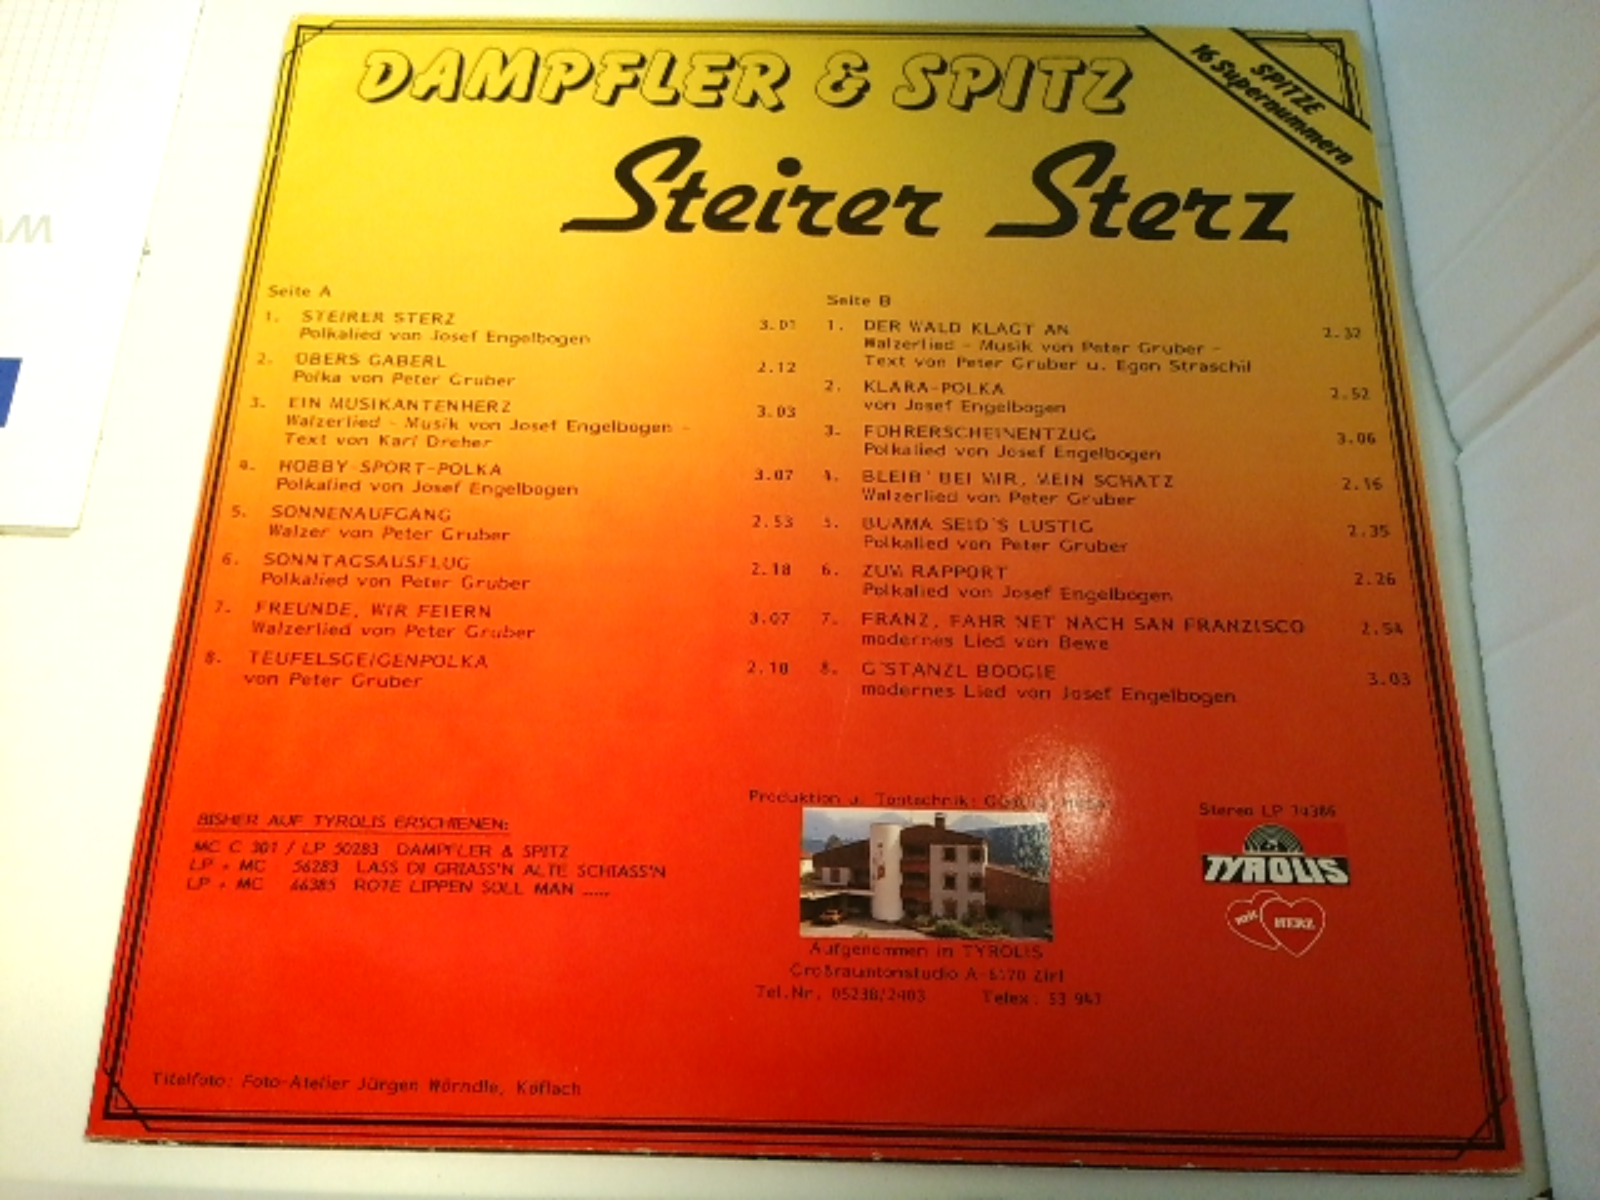 DAMPFLER & SPITZ
SPITZE
16 Supernummern
Steirer Sterz
Seite A
1. STEIRER STERZ 3.01
Polkalied von Josef Engelbogen
2. OBERS GABERL 2.12
Polka von Peter Gruber
3. EIN MUSIKANTENHERZ 3.03
Walzerlied - Musik von Josef Engelbogen -
Text von Karl Dreher
4. HOBBY-SPORT-POLKA 3.07
Polkalied von Josef Engelbogen
5. SONNENAUFGANG 2.53
Walzer von Peter Gruber
6. SONNTAGSAUSFLUG 2.18
Polkalied von Peter Gruber
7. FREUNDE, WIR FEIERN 3.07
Walzerlied von Peter Gruber
8. TEUFELSGEIGENPOLKA 2.10
von Peter Gruber
Seite B
1. DER WALD KLAGT AN 2.32
Walzerlied - Musik von Peter Gruber -
Text von Peter Gruber u. Egon Straschil
2. KLARA-POLKA 2.52
von Josef Engelbogen
3. FÜHRERSCHEINENTZUG 3.06
Polkalied von Josef Engelbogen
4. BLEIB' BEI MIR, MEIN SCHATZ 2.16
Walzerlied von Peter Gruber
5. BUAMA SEID'S LUSTIG 2.35
Polkalied von Peter Gruber
6. ZUM RAPPORT 2.26
Polkalied von Josef Engelbogen
7. FRANZ, FAHR NET NACH SAN FRANZISCO 2.54
modernes Lied von Bewe
8. G'STANZL BOOGIE 3.03
modernes Lied von Josef Engelbogen
BISHER AUF TYROLIS ERSCHIENEN:
MC C 301 / LP 50283 DAMPFLER & SPITZ
LP + MC 56283 LASS DI GRIASS'N ALTE SCHIASS'N
LP + MC 66385 ROTE LIPPEN SOLL MAN .....
Produktion u. Tontechnik:
Aufgenommen in TYROLIS
Großraumtonstudio A-6170 Zirl
Tel.Nr. 05238/2403 Telex: 53 943
Stereo LP
TYROLIS
mit HERZ
Titelfoto: Foto-Atelier Jürgen Wörndle, Köflach